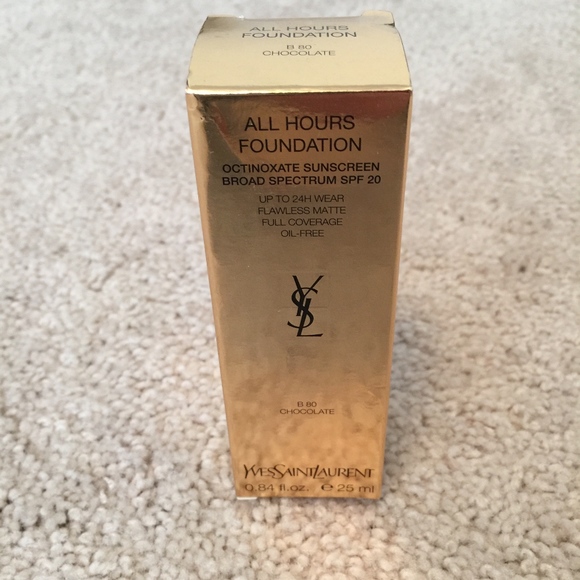 ALL HOURS
FOUNDATION
B 80
CHOCOLATE
ALL HOURS
FOUNDATION
OCTINOXATE SUNSCREEN
BROAD SPECTRUM SPF 20
UP TO 24H WEAR
FLAWLESS MATTE
FULL COVERAGE
OIL-FREE
YSL
B 80
CHOCOLATE
YVESSAINTLAURENT
0.84 fl.oz. ℮ 25 ml